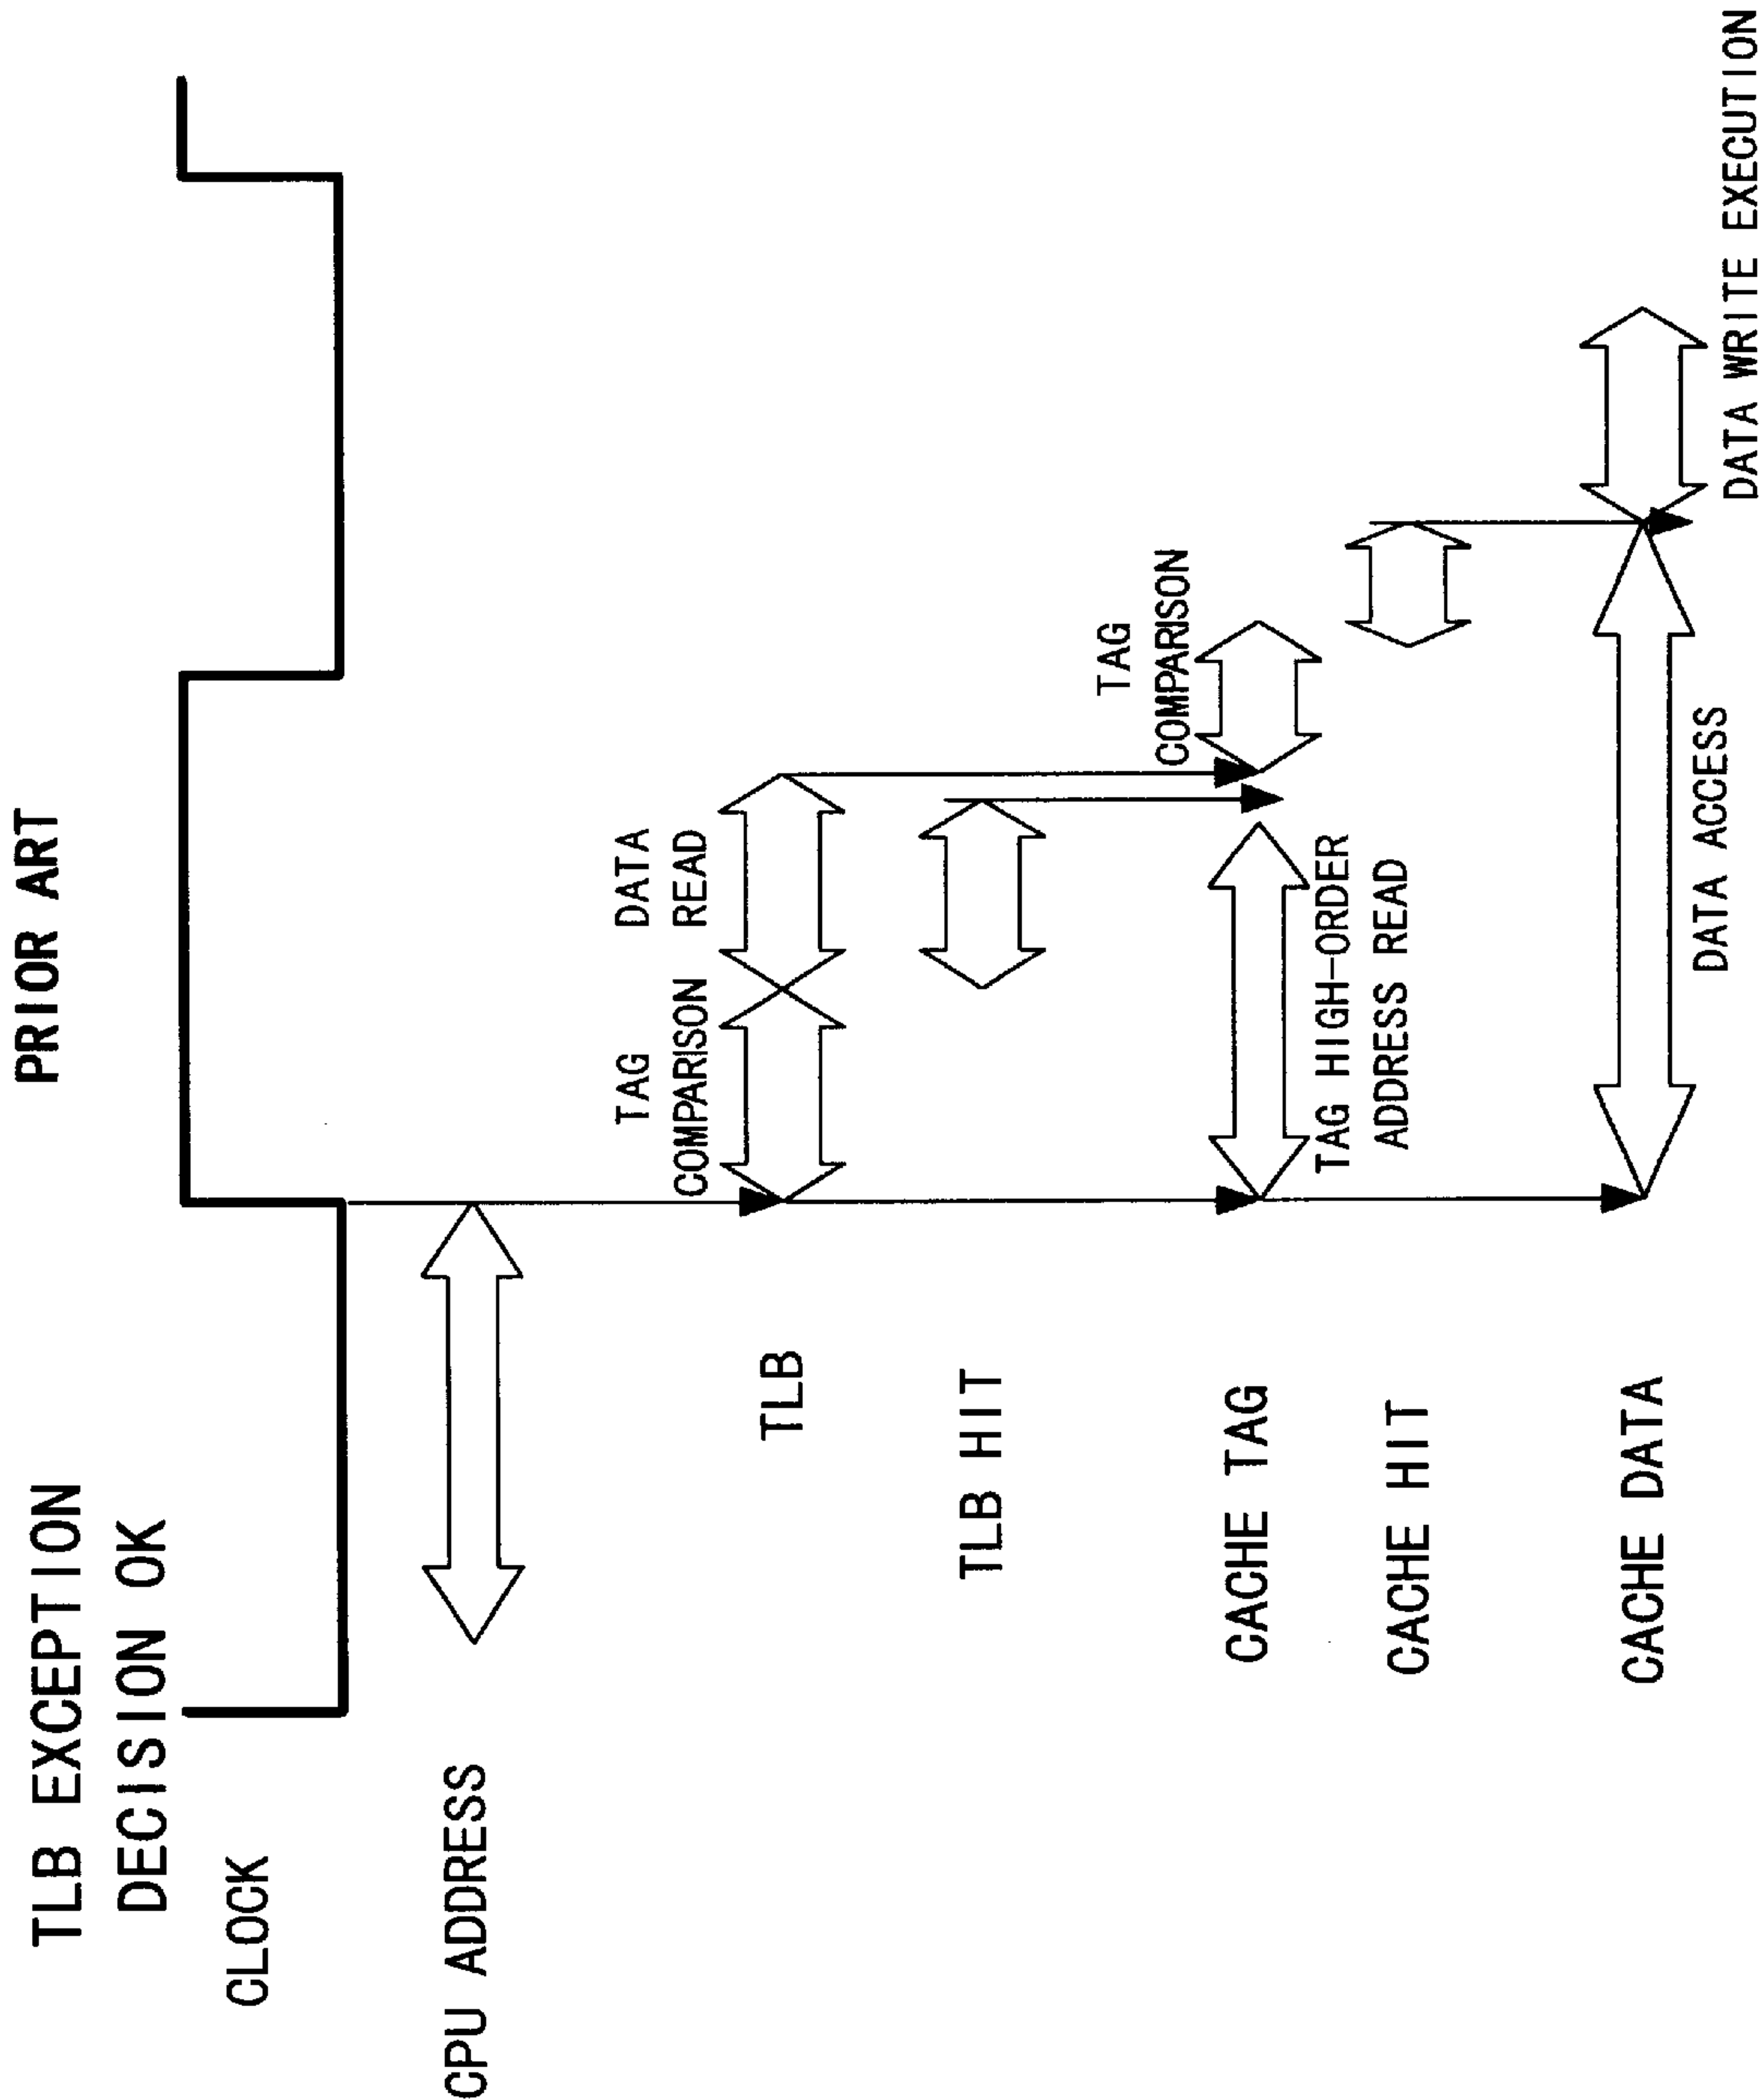 PRIOR ART
TLB EXCEPTION
DECISION OK
CLOCK
CPU ADDRESS
TAG
COMPARISON
DATA
READ
TLB
TLB HIT
TAG
COMPARISON
CACHE TAG
TAG HIGH-ORDER
ADDRESS READ
CACHE HIT
CACHE DATA
DATA ACCESS
DATA WRITE EXECUTION